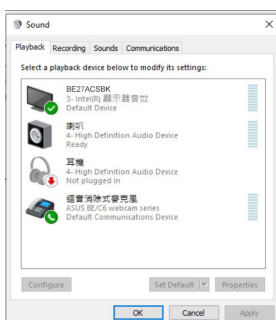 Sound
Playback
Recording
Sounds
Communications
Select a playback device below to modify its settings:
BE27ACSBK
3- Intel(R) 顯示器音效
Default Device
喇叭
4- High Definition Audio Device
Ready
耳機
4- High Definition Audio Device
Not plugged in
迴音消除式麥克風
ASUS BE/C6 webcam series
Default Communications Device
Configure
Set Default
Properties
OK
Cancel
Apply